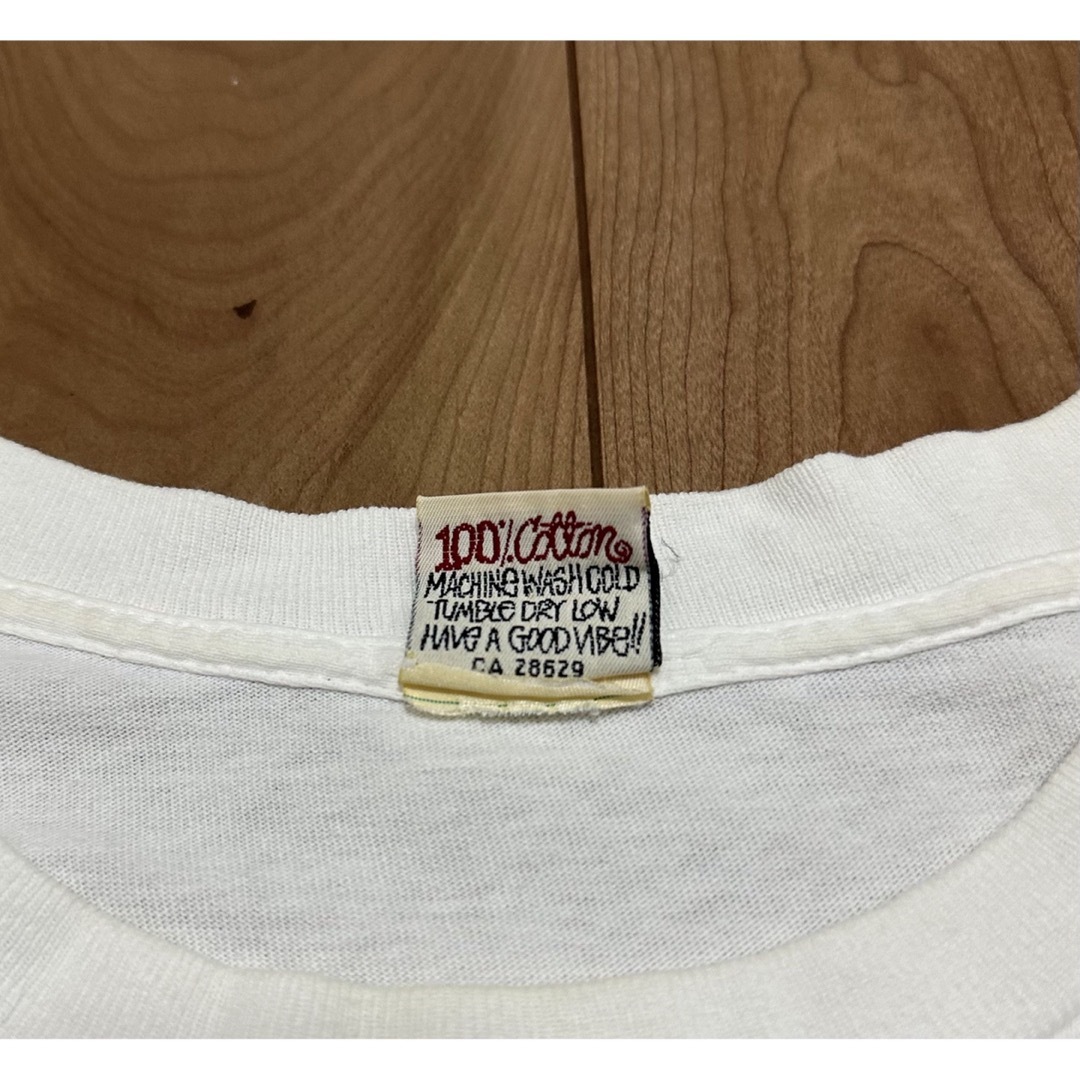 100% Cotton
MACHINE WASH COLD
TUMBLE DRY LOW
HAVE A GOOD VIBE!!
CA 28629